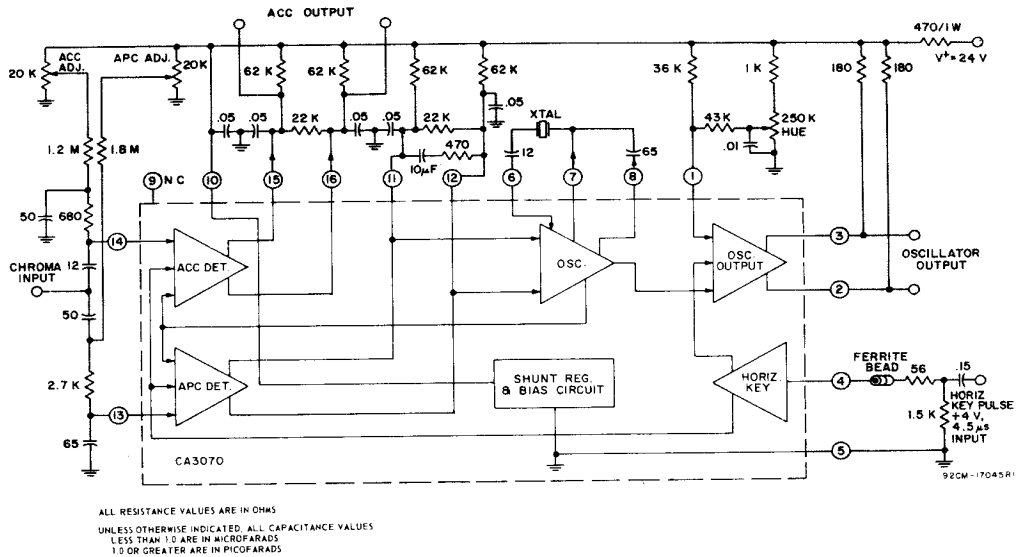 ACC OUTPUT
470/1W
V+= 24 V
ACC ADJ.
20 K
APC ADJ.
20K
62 K
62 K
62 K
62 K
36 K
1 K
180
180
.05
.05
22 K
.05
.05
22 K
.05
XTAL
43 K
250K
HUE
.01
1.2 M
1.8 M
10µF
470
12
65
9 NC
10
15
16
11
12
6
7
8
1
50
680
14
CHROMA
INPUT
12
50
ACC DET.
OSC.
OSC.
OUTPUT
3
OSCILLATOR
OUTPUT
2
2.7 K
APC DET.
SHUNT REG.
& BIAS CIRCUIT
HORIZ.
KEY
4
FERRITE
BEAD
56
.15
13
1.5 K
HORIZ
KEY PULSE
+4 V,
4.5µs
INPUT
65
CA3070
5
92CM-17045R1
ALL RESISTANCE VALUES ARE IN OHMS
UNLESS OTHERWISE INDICATED, ALL CAPACITANCE VALUES
LESS THAN 1.0 ARE IN MICROFARADS
1.0 OR GREATER ARE IN PICOFARADS